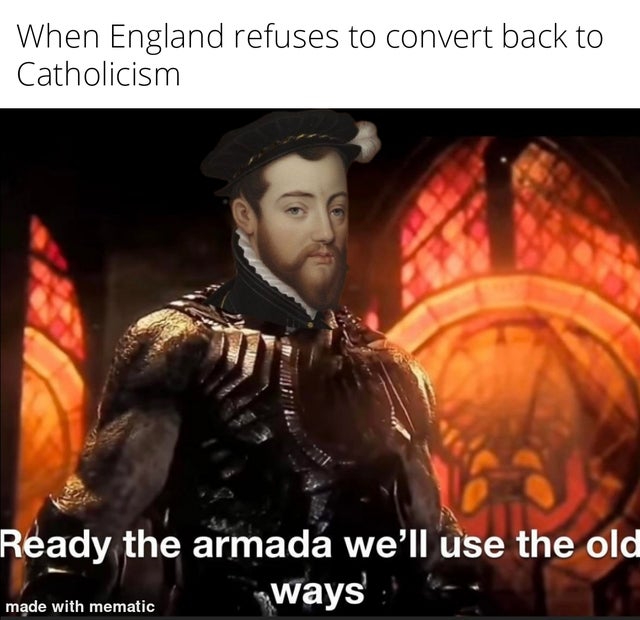 When England refuses to convert back to
Catholicism
Ready the armada we'll use the old
ways
made with mematic